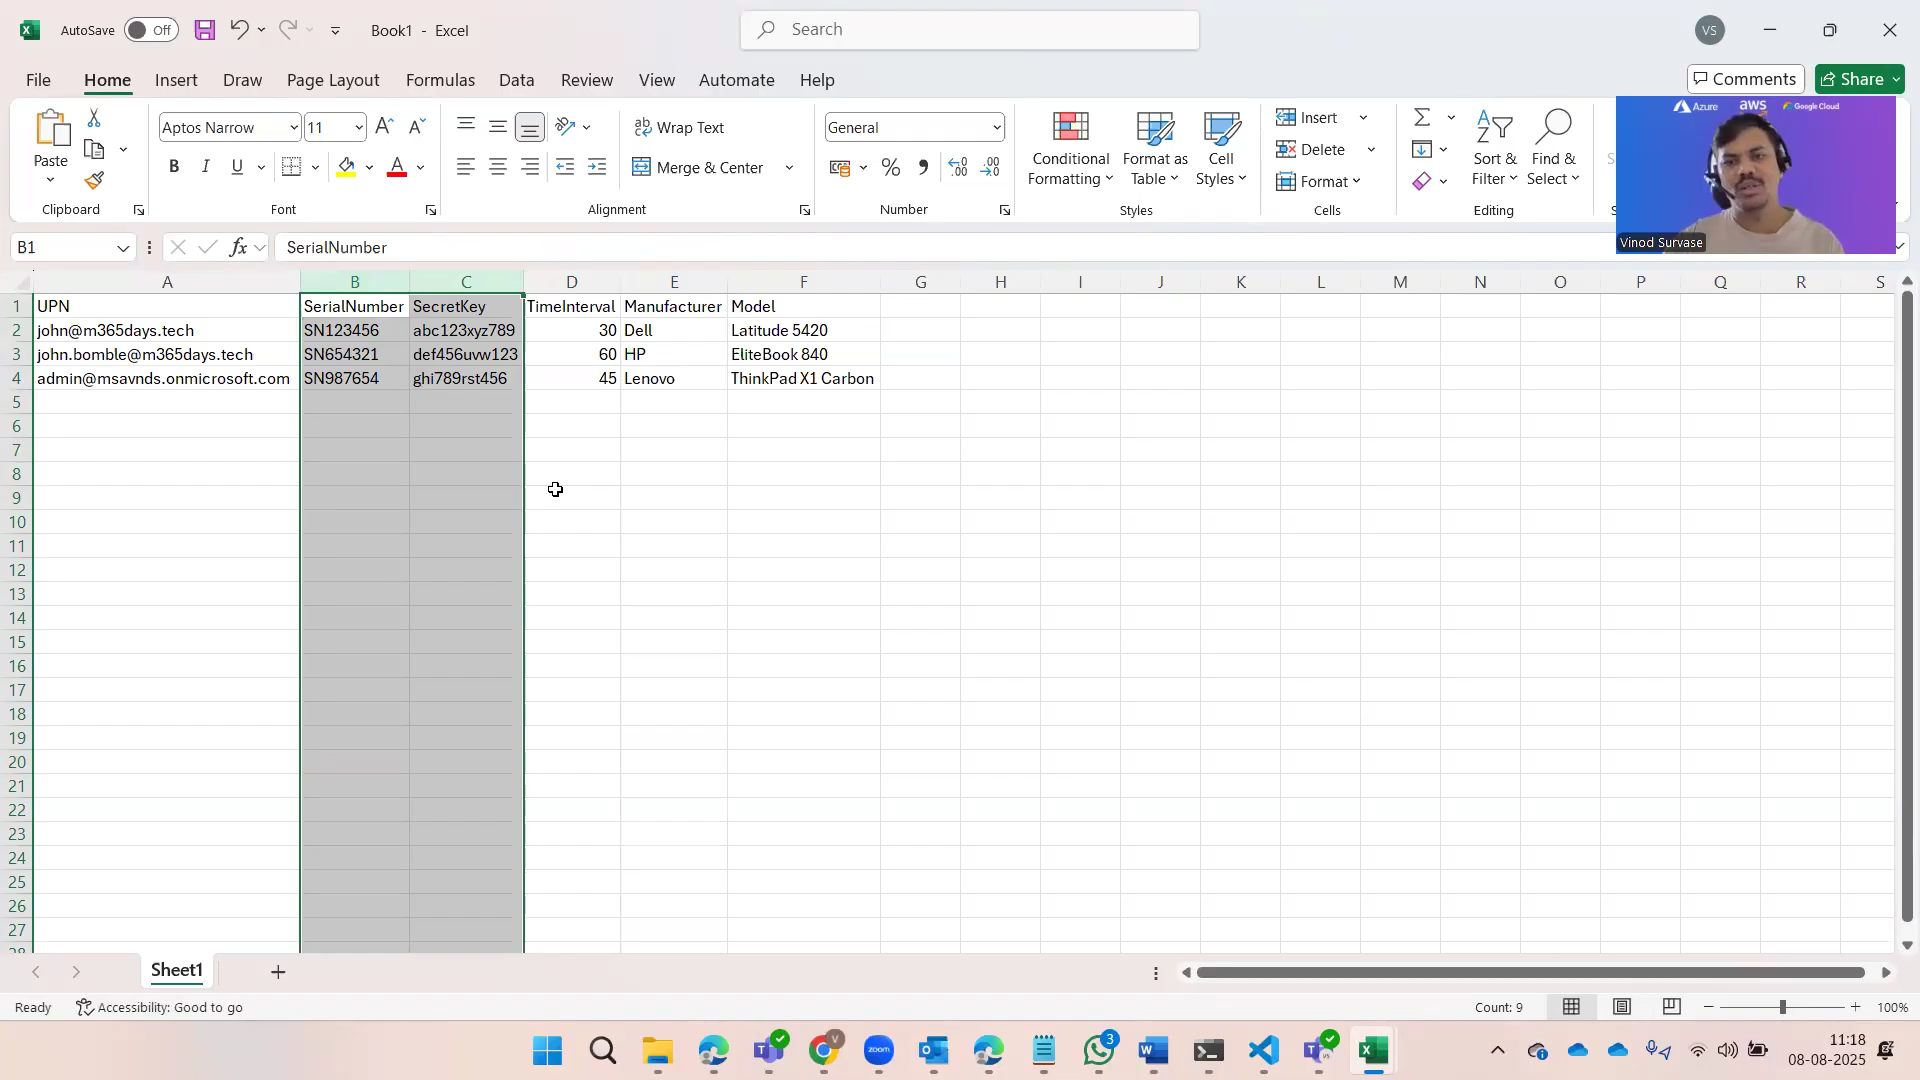 AutoSave Off Book1 - Excel Search VS
File Home Insert Draw Page Layout Formulas Data Review View Automate Help Comments Share
Paste
Clipboard
Aptos Narrow 11
B I U A
Font
Wrap Text
Merge & Center
Alignment
General
Number
Conditional Formatting
Format as Table
Cell Styles
Styles
Insert
Delete
Format
Cells
Sort & Filter
Find & Select
Editing
Azure aws Google Cloud
Vinod Survase
B1 fx SerialNumber
A B C D E F G H I J K L M N O P Q R S
1 UPN SerialNumber SecretKey TimeInterval Manufacturer Model
2 john@m365days.tech SN123456 abc123xyz789 30 Dell Latitude 5420
3 john.bomble@m365days.tech SN654321 def456uvw123 60 HP EliteBook 840
4 admin@msavnds.onmicrosoft.com SN987654 ghi789rst456 45 Lenovo ThinkPad X1 Carbon
5
6
7
8
9
10
11
12
13
14
15
16
17
18
19
20
21
22
23
24
25
26
27
28
Sheet1
Ready Accessibility: Good to go Count: 9 100%
zoom 3 11:18
08-08-2025